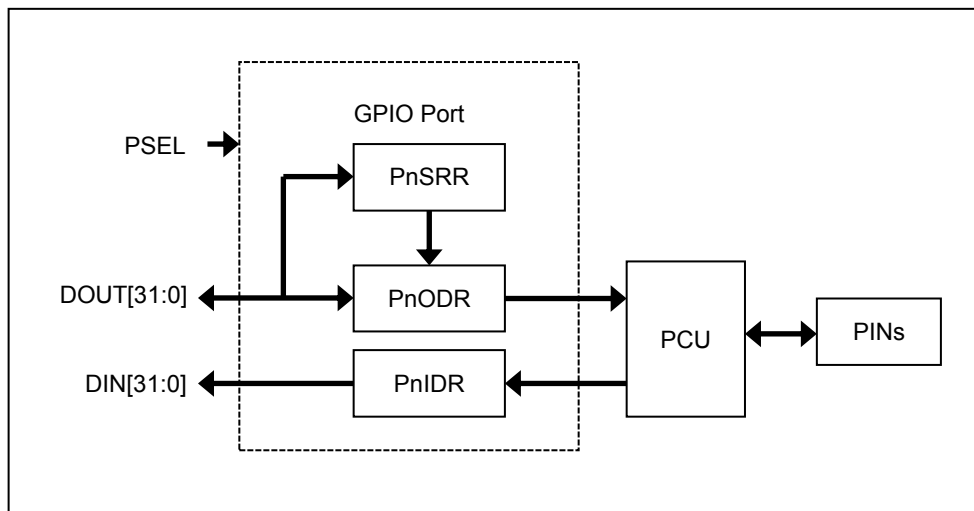 GPIO Port
PSEL
PnSRR
DOUT[31:0]
PnODR
PCU
PINs
DIN[31:0]
PnIDR